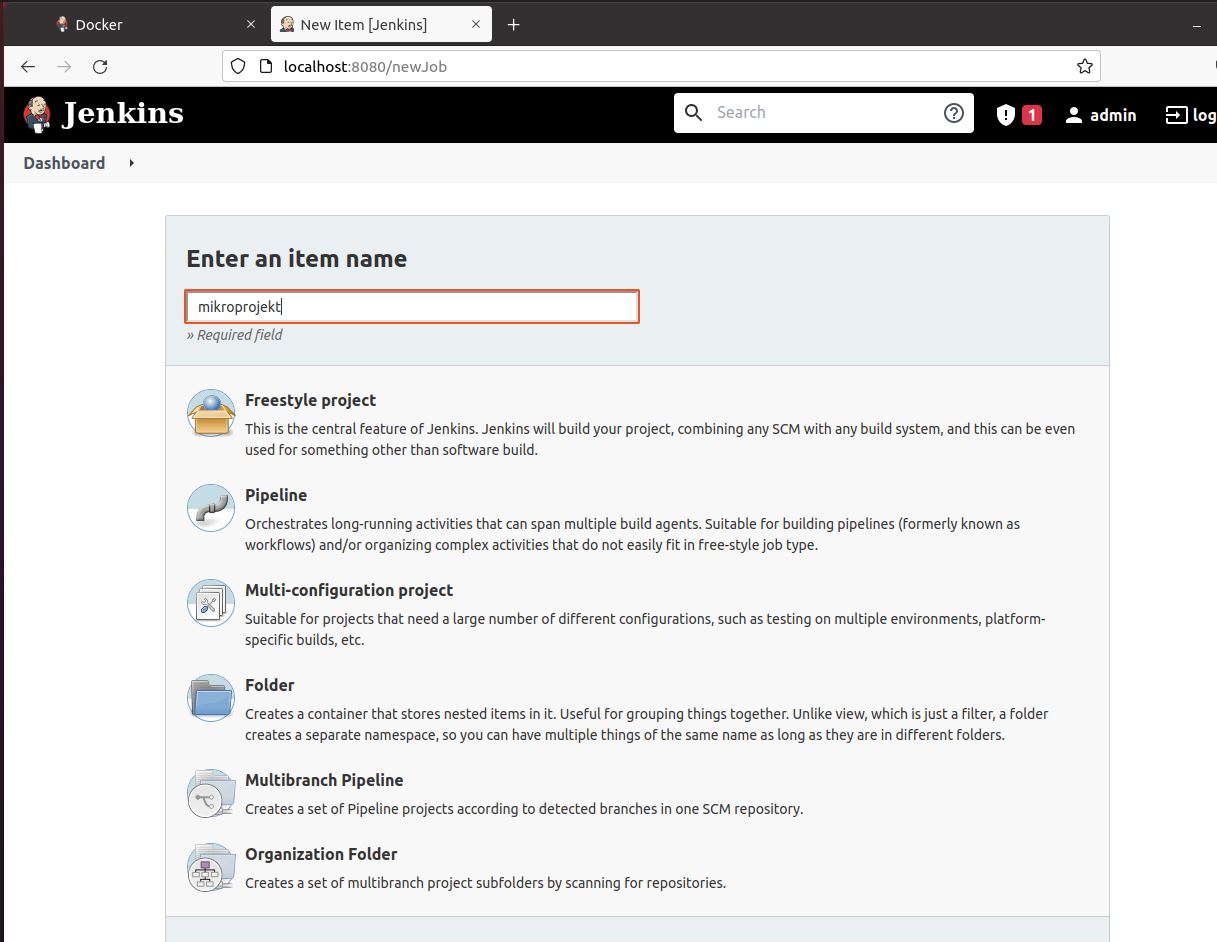 Docker
New Item [Jenkins]
localhost:8080/newJob
Jenkins
Search
1
admin
log
Dashboard
Enter an item name
mikroprojekt
» Required field
Freestyle project
This is the central feature of Jenkins. Jenkins will build your project, combining any SCM with any build system, and this can be even
used for something other than software build.
Pipeline
Orchestrates long-running activities that can span multiple build agents. Suitable for building pipelines (formerly known as
workflows) and/or organizing complex activities that do not easily fit in free-style job type.
Multi-configuration project
Suitable for projects that need a large number of different configurations, such as testing on multiple environments, platform-
specific builds, etc.
Folder
Creates a container that stores nested items in it. Useful for grouping things together. Unlike view, which is just a filter, a folder
creates a separate namespace, so you can have multiple things of the same name as long as they are in different folders.
Multibranch Pipeline
Creates a set of Pipeline projects according to detected branches in one SCM repository.
Organization Folder
Creates a set of multibranch project subfolders by scanning for repositories.